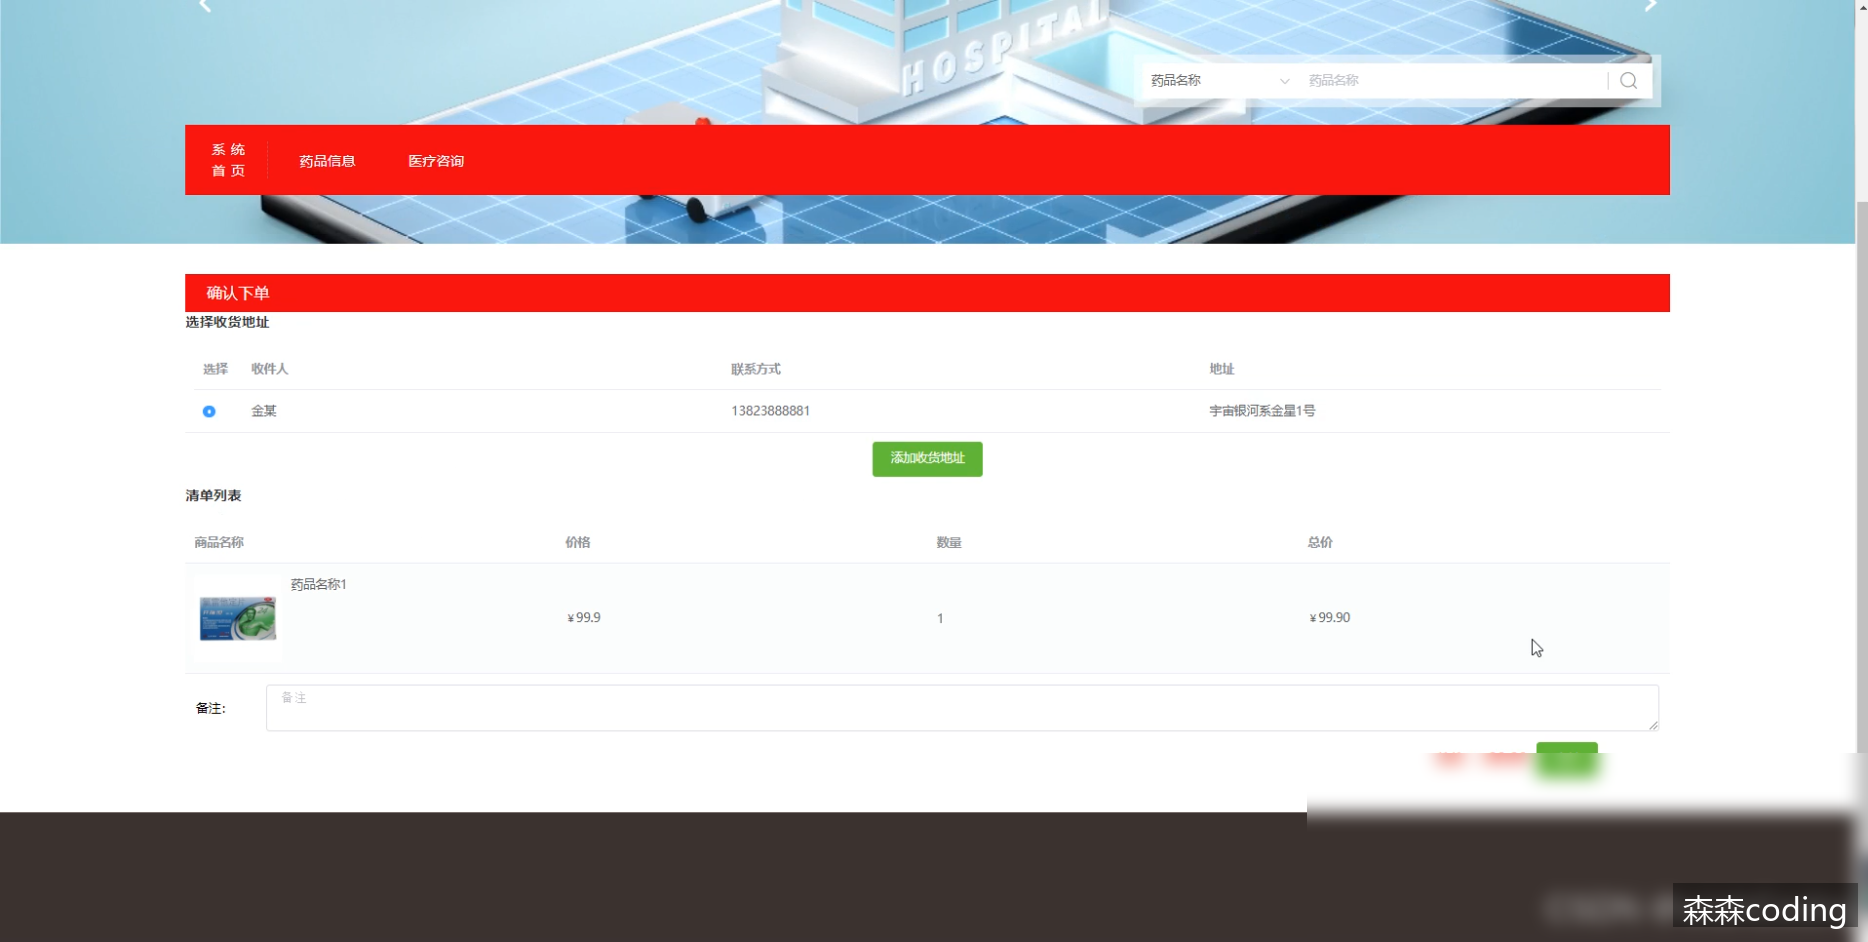 HOSPITAL
药品名称 药品名称
系 统
首 页
药品信息 医疗咨询
确认下单
选择收货地址
选择 收件人 联系方式 地址
金某 13823888881 宇宙银河系金星1号
添加收货地址
清单列表
商品名称 价格 数量 总价
药品名称1
¥99.9 1 ¥99.90
备注: 备注
森森coding